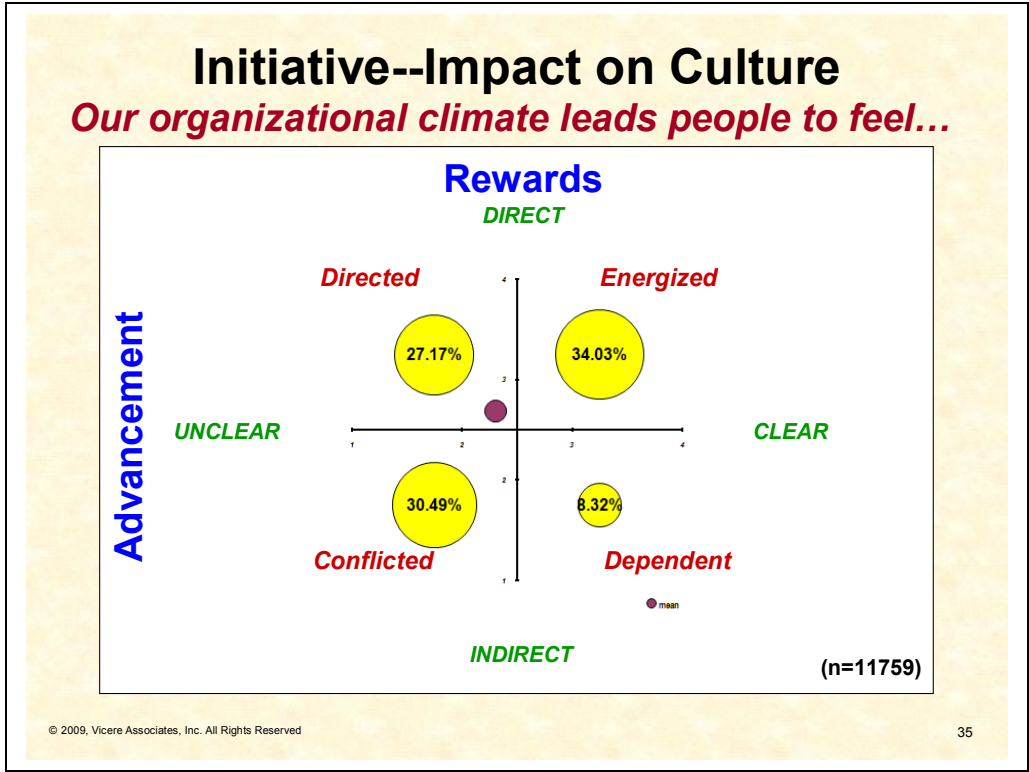 Initiative--Impact on Culture
Our organizational climate leads people to feel…
Rewards
DIRECT
Directed
Energized
4
27.17%
34.03%
3
Advancement
UNCLEAR
CLEAR
1
2
3
4
2
30.49%
8.32%
Conflicted
Dependent
1
mean
INDIRECT
(n=11759)
© 2009, Vicere Associates, Inc. All Rights Reserved
35